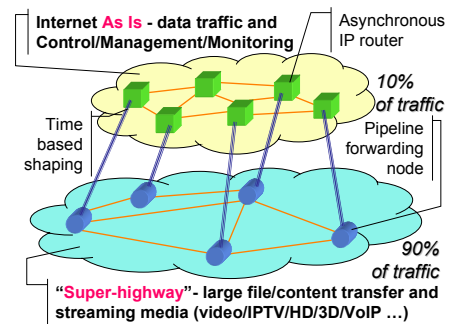 Internet As Is - data traffic and
Control/Management/Monitoring
Asynchronous
IP router
10%
of traffic
Time
based
shaping
Pipeline
forwarding
node
90%
of traffic
“Super-highway”- large file/content transfer and
streaming media (video/IPTV/HD/3D/VoIP ...)